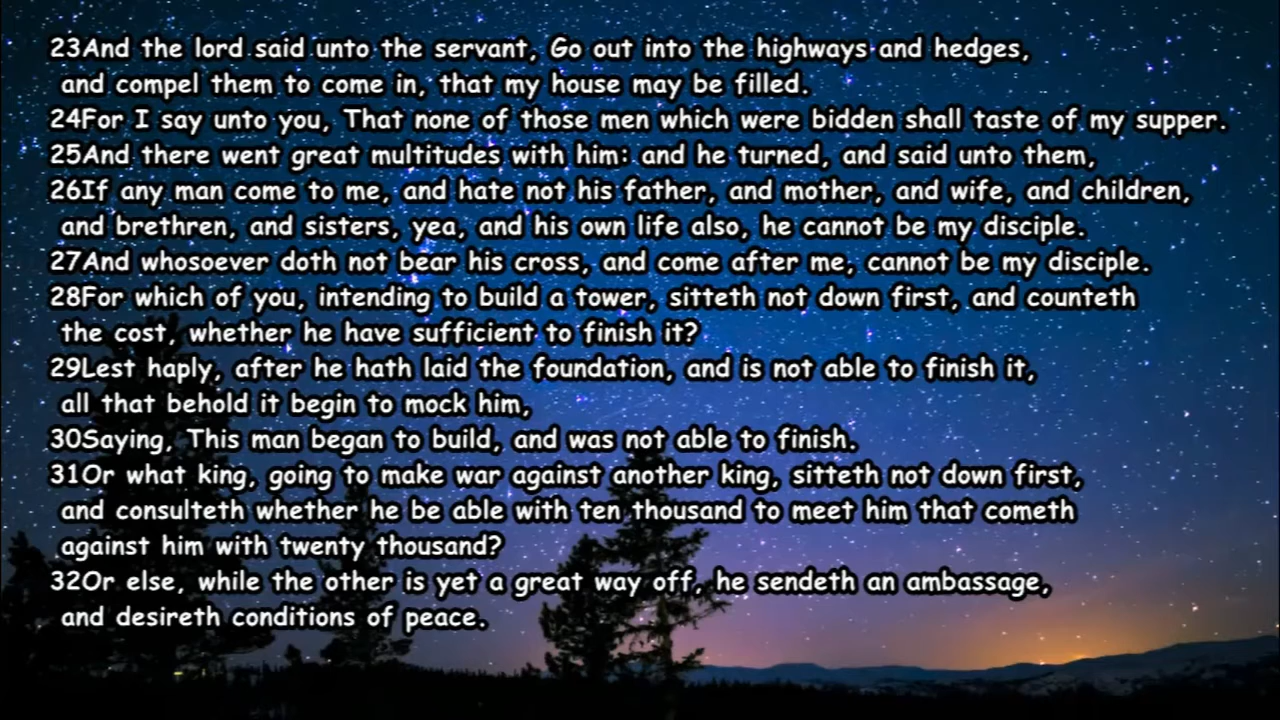 23And the lord said unto the servant, Go out into the highways and hedges,
and compel them to come in, that my house may be filled.
24For I say unto you, That none of those men which were bidden shall taste of my supper.
25And there went great multitudes with him: and he turned, and said unto them,
26If any man come to me, and hate not his father, and mother, and wife, and children,
and brethren, and sisters, yea, and his own life also, he cannot be my disciple.
27And whosoever doth not bear his cross, and come after me, cannot be my disciple.
28For which of you, intending to build a tower, sitteth not down first, and counteth
the cost, whether he have sufficient to finish it?
29Lest haply, after he hath laid the foundation, and is not able to finish it,
all that behold it begin to mock him,
30Saying, This man began to build, and was not able to finish.
31Or what king, going to make war against another king, sitteth not down first,
and consulteth whether he be able with ten thousand to meet him that cometh
against him with twenty thousand?
32Or else, while the other is yet a great way off, he sendeth an ambassage,
and desireth conditions of peace.